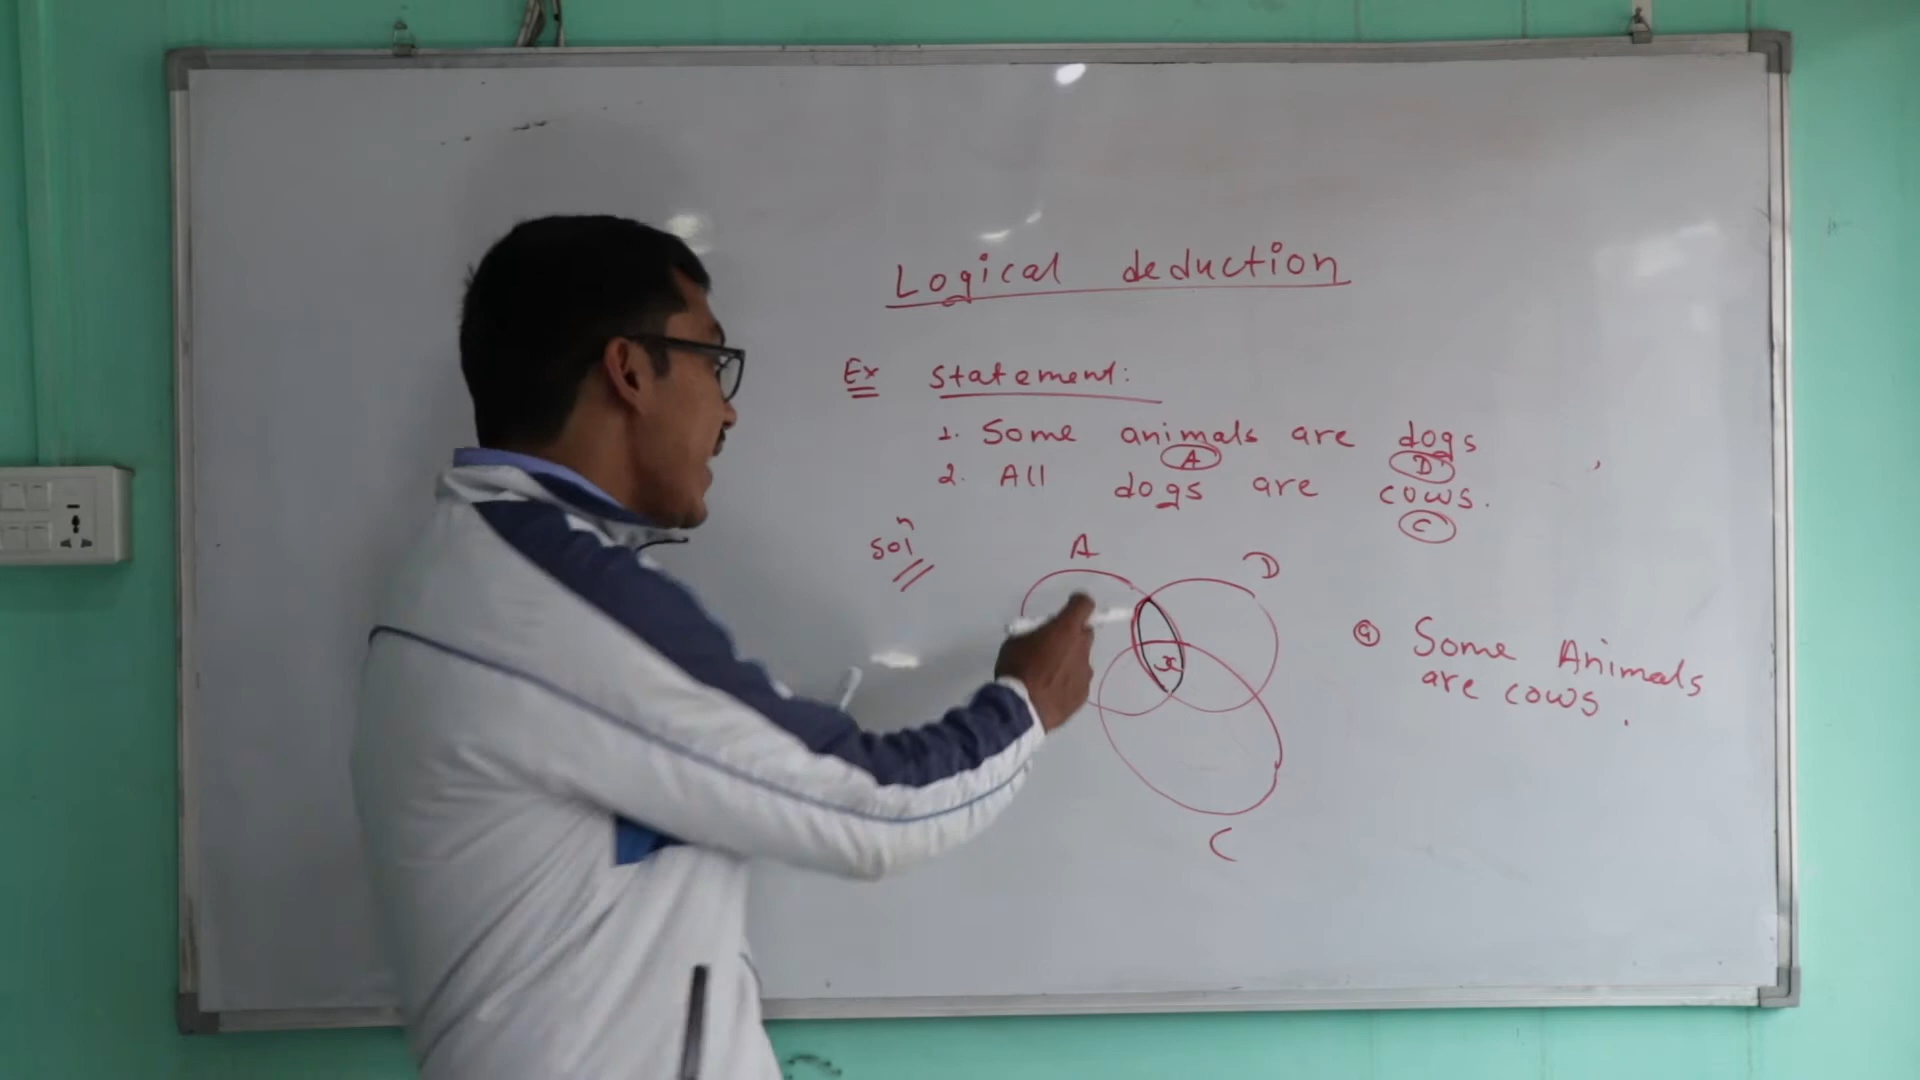 Logical deduction
Ex statement:
1. Some animals are dogs
A D
2. All dogs are cows.
C
Solⁿ
A D
x
C
a Some Animals
are cows.